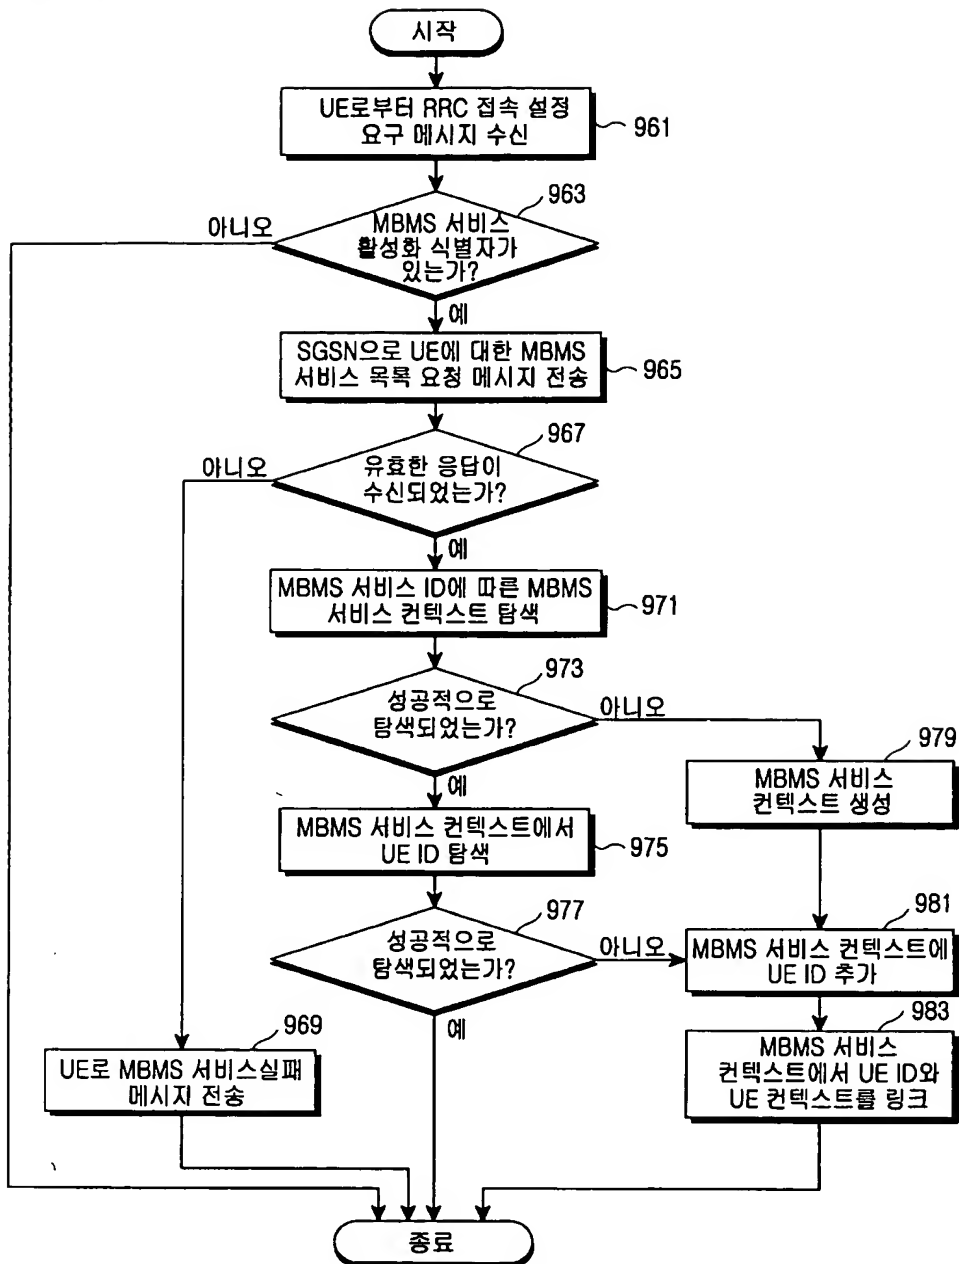 시작
UE로부터 RRC 접속 설정
요구 메시지 수신
961
963
아니오
MBMS 서비스
활성화 식별자가
있는가?
예
SGSN으로 UE에 대한 MBMS
서비스 목록 요청 메시지 전송
965
967
아니오
유효한 응답이
수신되었는가?
예
MBMS 서비스 ID에 따른 MBMS
서비스 컨텍스트 탐색
971
973
성공적으로
탐색되었는가?
아니오
979
예
MBMS 서비스
컨텍스트 생성
MBMS 서비스 컨텍스트에서
UE ID 탐색
975
977
981
성공적으로
탐색되었는가?
아니오
MBMS 서비스 컨텍스트에
UE ID 추가
예
983
969
UE로 MBMS 서비스실패
메시지 전송
MBMS 서비스
컨텍스트에서 UE ID와
UE 컨텍스트를 링크
종료